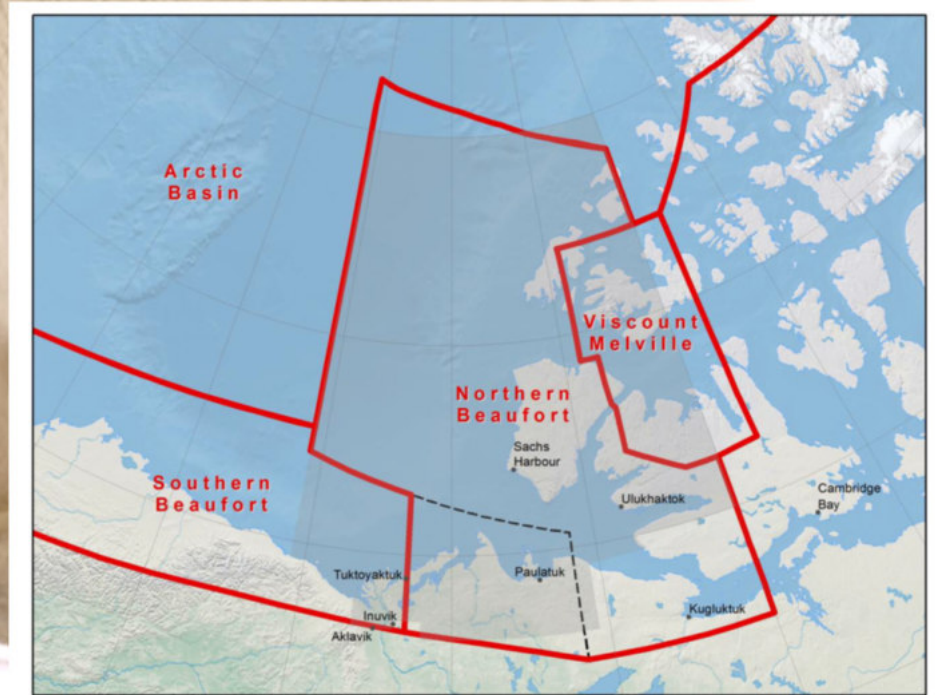 Arctic
Basin
Viscount
Melville
Northern
Beaufort
Sachs
Harbour
Southern
Beaufort
Ulukhaktok
Cambridge
Bay
Tuktoyaktuk
Paulatuk
Inuvik
Kugluktuk
Aklavik